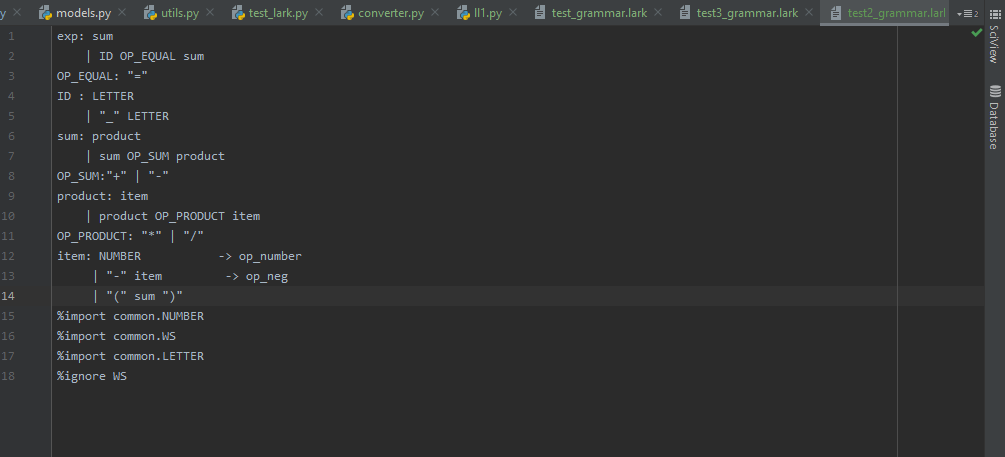 y models.py utils.py test_lark.py converter.py ll1.py test_grammar.lark test3_grammar.lark test2_grammar.larl 2
1 exp: sum
2 | ID OP_EQUAL sum
3 OP_EQUAL: "="
4 ID : LETTER
5 | "_" LETTER
6 sum: product
7 | sum OP_SUM product
8 OP_SUM:"+" | "-"
9 product: item
10 | product OP_PRODUCT item
11 OP_PRODUCT: "*" | "/"
12 item: NUMBER -> op_number
13 | "-" item -> op_neg
14 | "(" sum ")"
15 %import common.NUMBER
16 %import common.WS
17 %import common.LETTER
18 %ignore WS
SciView
Database